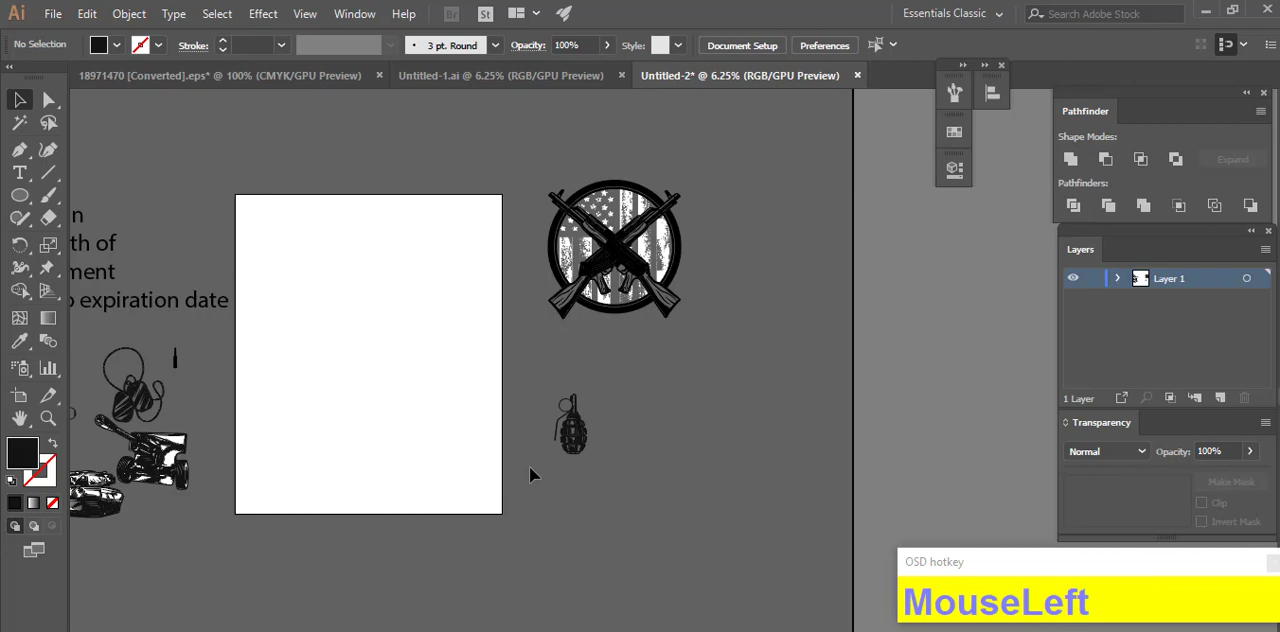 Ai File Edit Object Type Select Effect View Window Help Br St Essentials Classic Search Adobe Stock
No Selection Stroke: 3 pt. Round Opacity: 100% Style: Document Setup Preferences
18971470 [Converted].eps* @ 100% (CMYK/GPU Preview) Untitled-1.ai @ 6.25% (RGB/GPU Preview) Untitled-2* @ 6.25% (RGB/GPU Preview)
Pathfinder
Shape Modes:
Expand
Pathfinders:
n
th of
ment
expiration date
Layers
Layer 1
1 Layer
Transparency
Normal Opacity: 100%
Make Mask
Clip
Invert Mask
OSD hotkey
MouseLeft